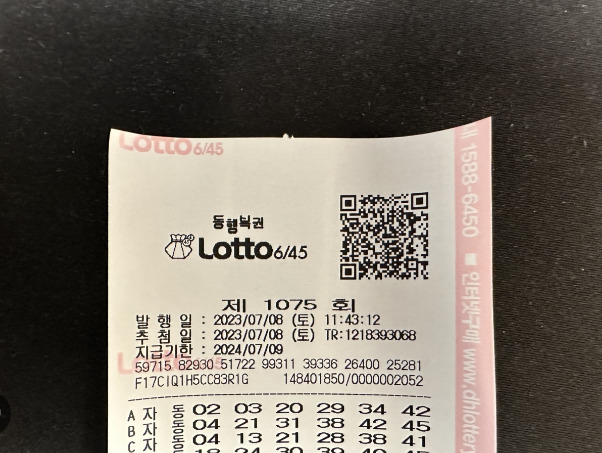 Lotto 6/45
동행복권
Lotto 6/45
제 1075 회
발 행 일 : 2023/07/08 (토) 11:43:12
추 첨 일 : 2023/07/08 (토) TR:1218393068
지급기한 : 2024/07/09
59715 82930 51722 99311 39336 26400 25281
F17CIQ1H5CC83R1G 148401850/0000002052
A 자 동 02 03 20 29 34 42
B 자 동 04 21 31 38 42 45
C 자 동 04 13 21 28 38 41
1588-6450 ■ 인터넷구매 www.dhlottery